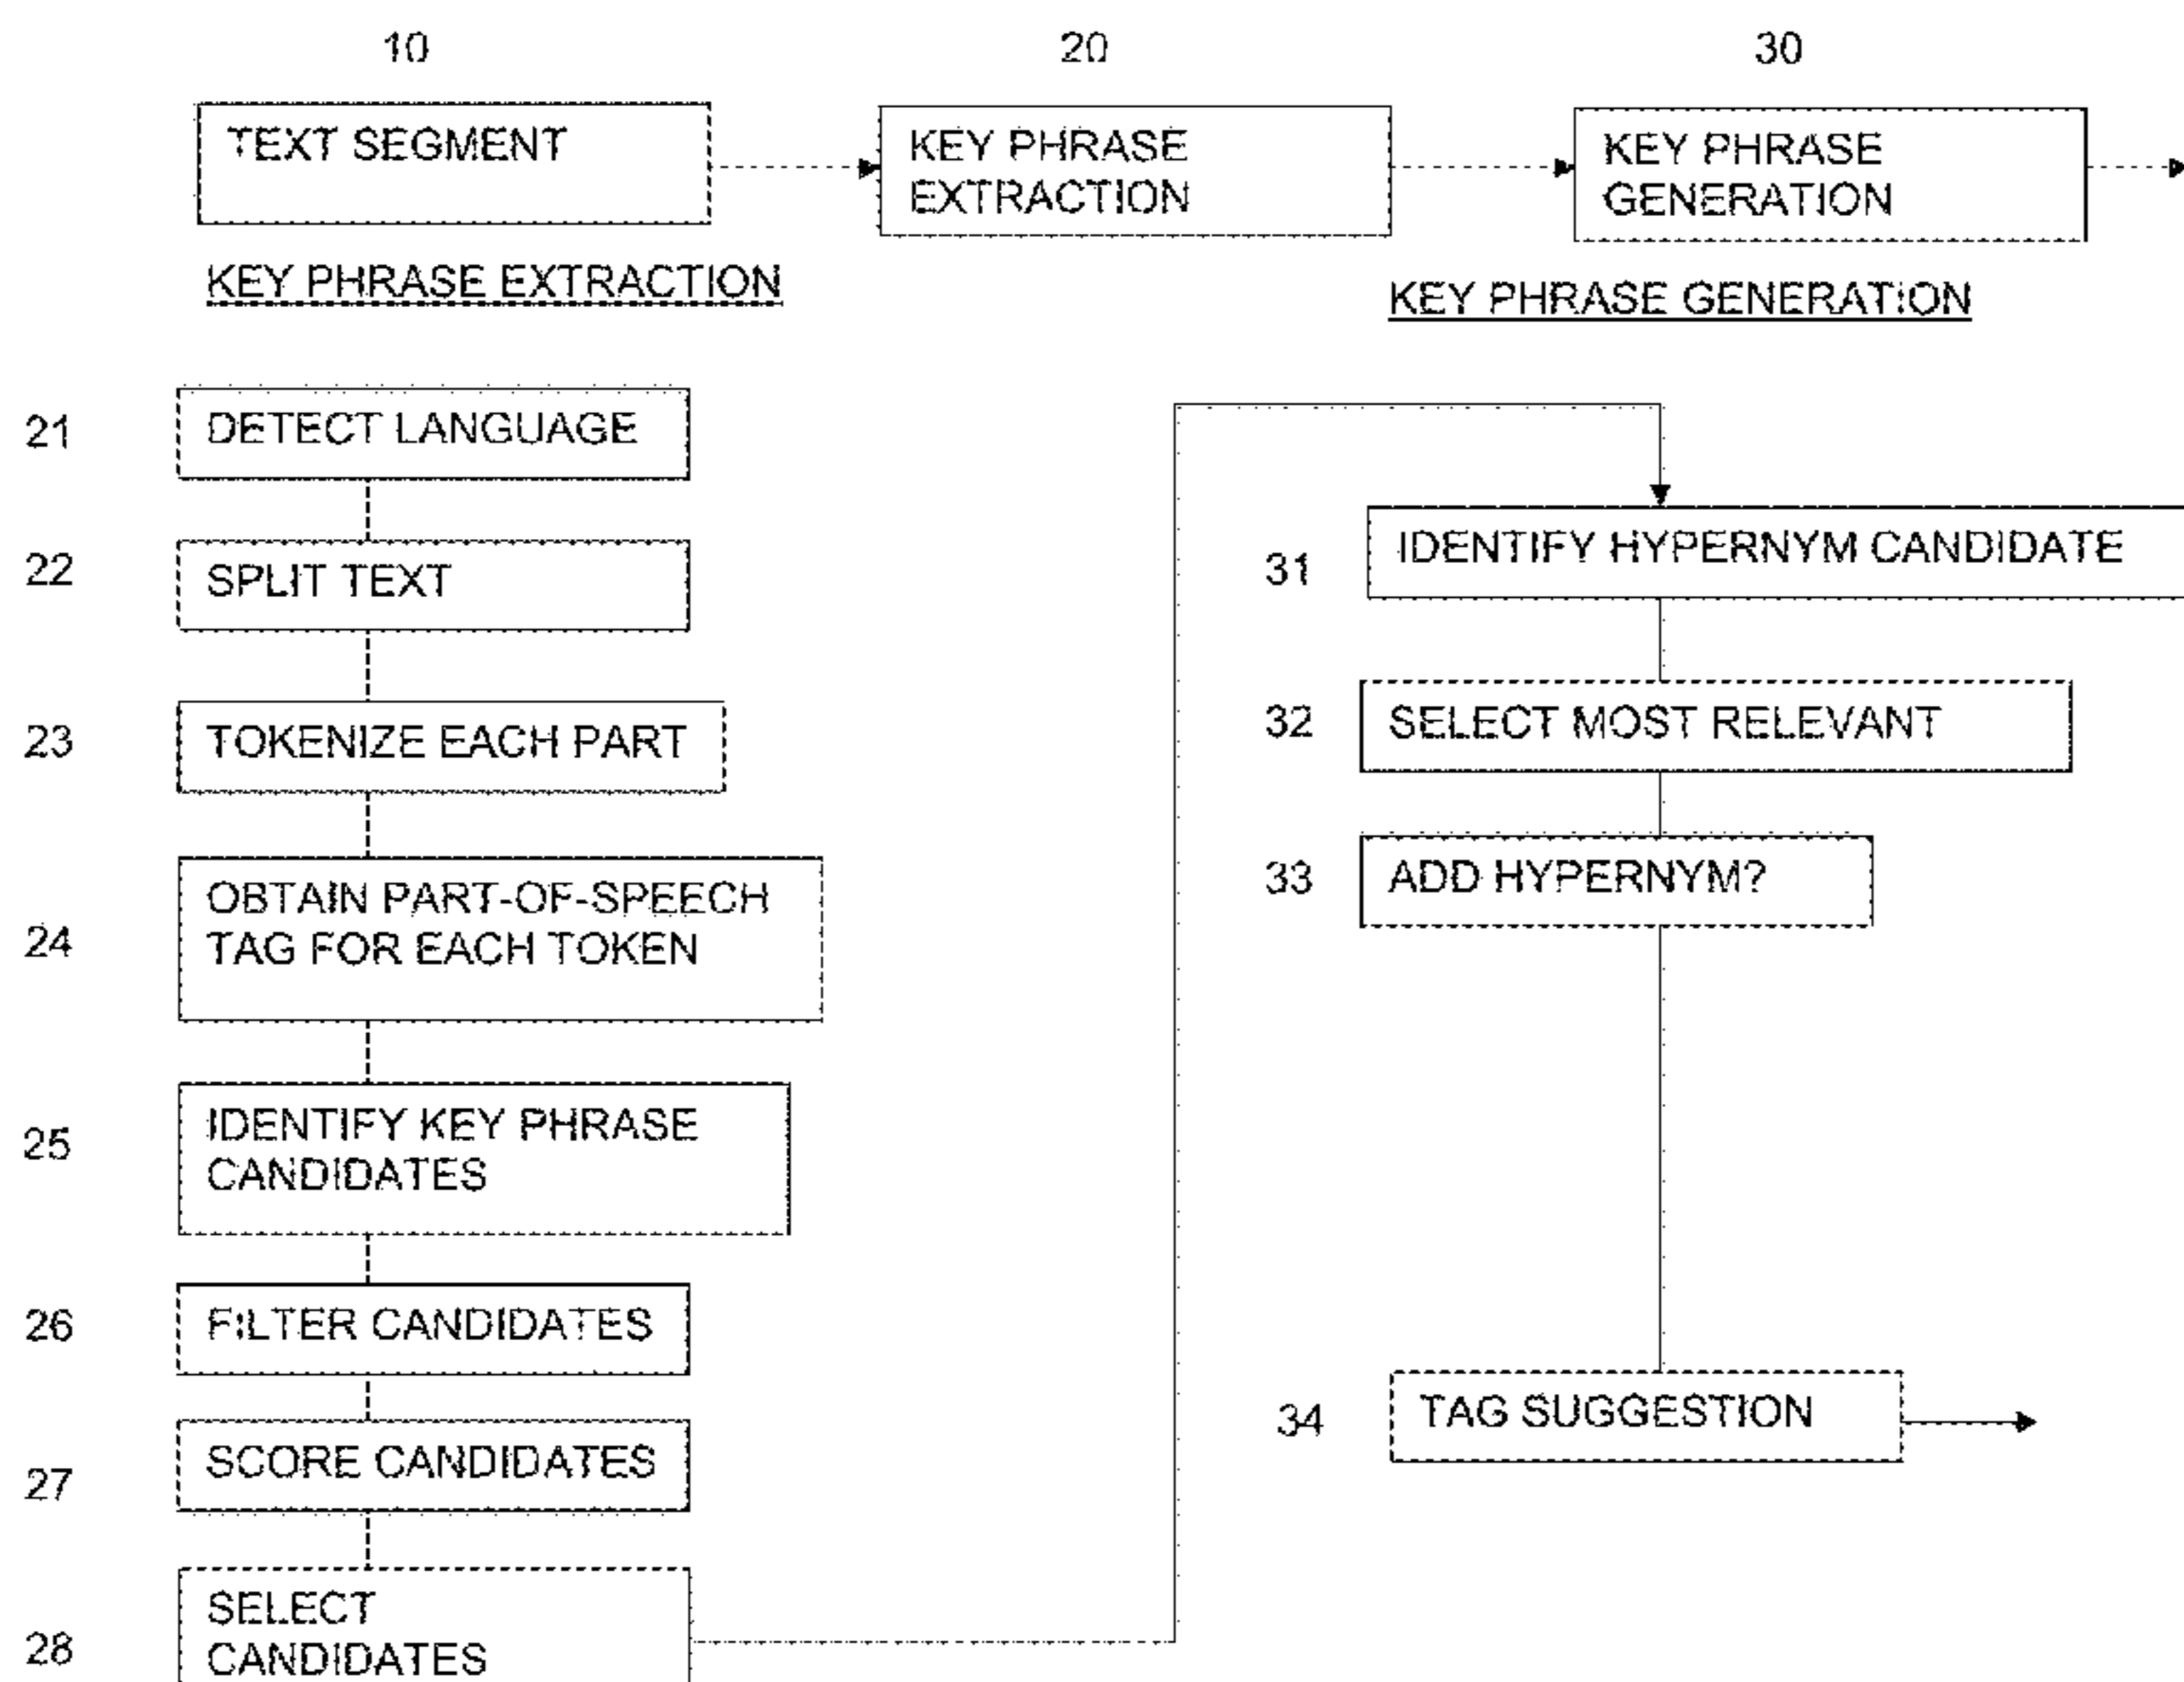 10
20
30
TEXT SEGMENT
KEY PHRASE
EXTRACTION
KEY PHRASE
GENERATION
KEY PHRASE EXTRACTION
KEY PHRASE GENERATION
21
DETECT LANGUAGE
22
SPLIT TEXT
23
TOKENIZE EACH PART
24
OBTAIN PART-OF-SPEECH
TAG FOR EACH TOKEN
25
IDENTIFY KEY PHRASE
CANDIDATES
26
FILTER CANDIDATES
27
SCORE CANDIDATES
28
SELECT
CANDIDATES
31
IDENTIFY HYPERNYM CANDIDATE
32
SELECT MOST RELEVANT
33
ADD HYPERNYM?
34
TAG SUGGESTION